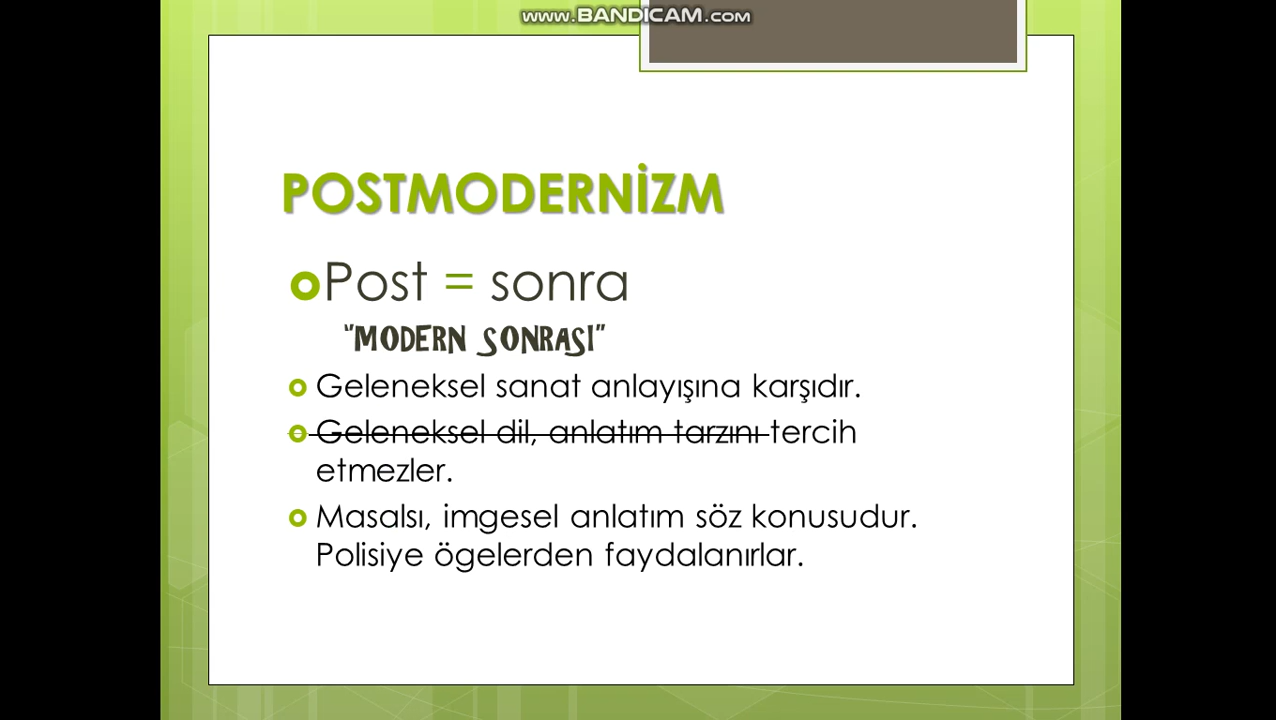 www.BANDICAM.com
POSTMODERNİZM
Post = sonra
"MODERN SONRASI"
Geleneksel sanat anlayışına karşıdır.
Geleneksel dil, anlatım tarzını tercih
etmezler.
Masalsı, imgesel anlatım söz konusudur.
Polisiye ögelerden faydalanırlar.